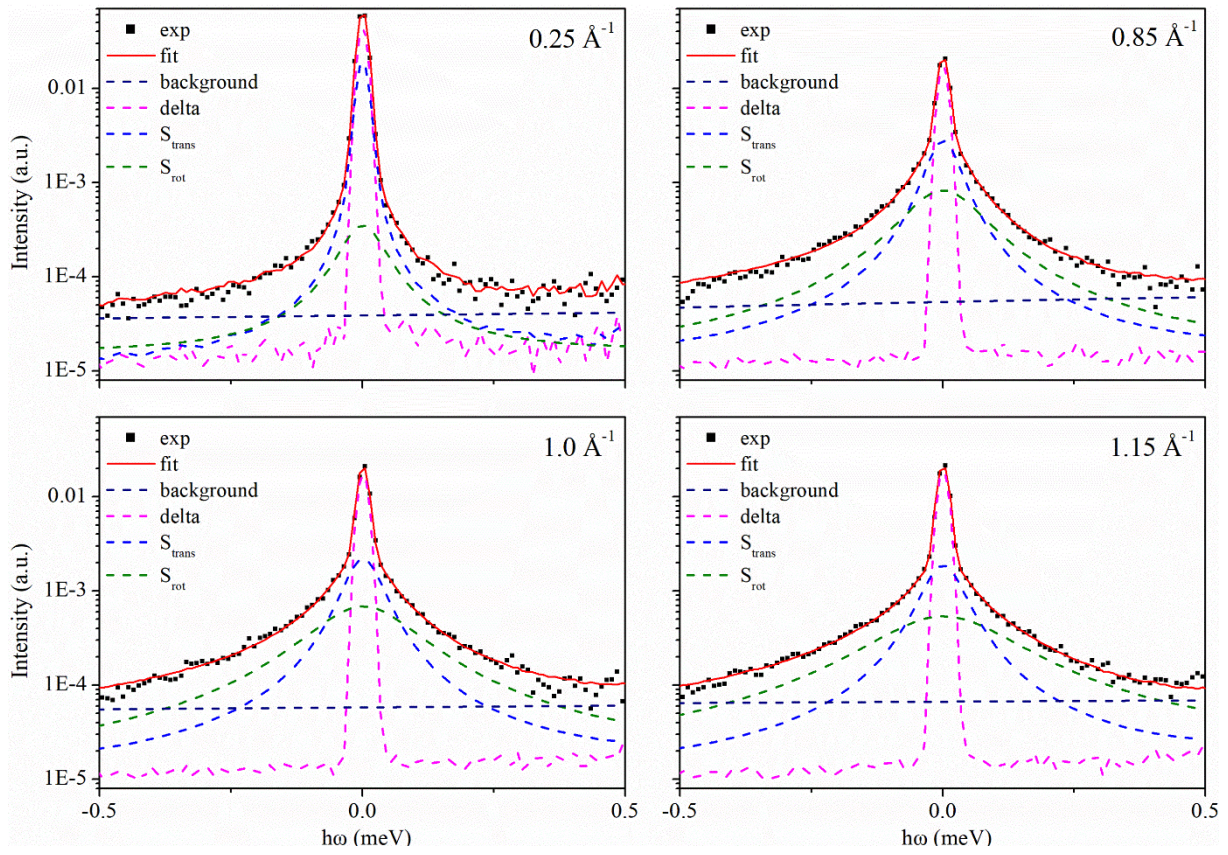 exp
fit
background
delta
S_trans
S_rot
0.25 Å⁻¹
0.01
1E-3
1E-4
1E-5
Intensity (a.u.)
-0.5
0.0
0.5
hω (meV)
exp
fit
background
delta
S_trans
S_rot
0.85 Å⁻¹
exp
fit
background
delta
S_trans
S_rot
1.0 Å⁻¹
0.01
1E-3
1E-4
1E-5
Intensity (a.u.)
-0.5
0.0
0.5
hω (meV)
exp
fit
background
delta
S_trans
S_rot
1.15 Å⁻¹